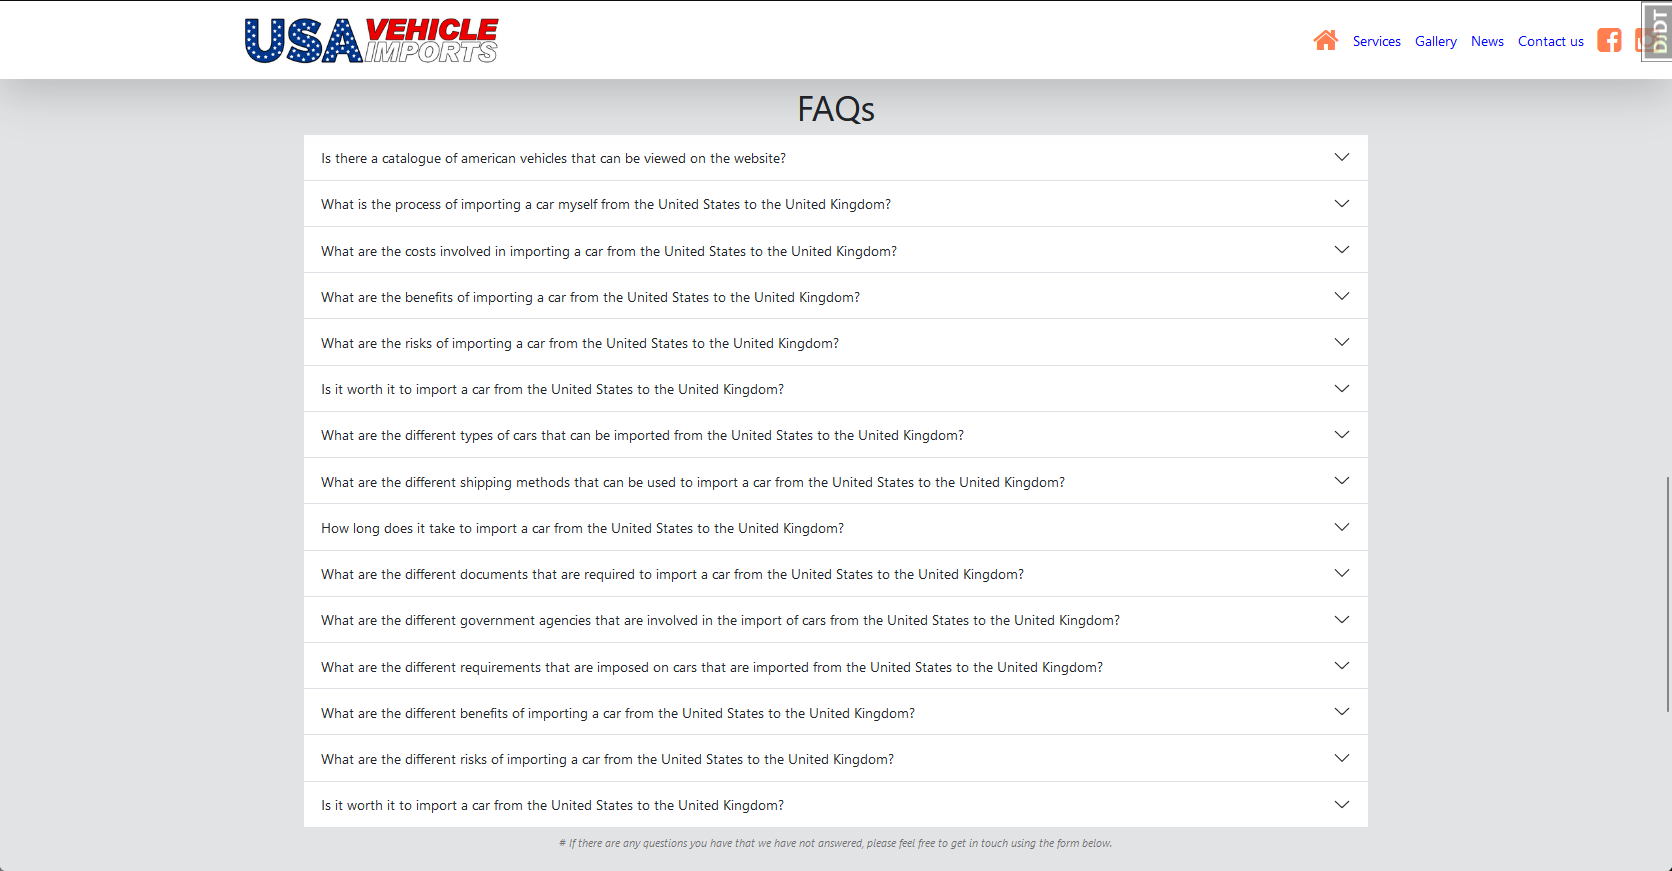 USA VEHICLE IMPORTS
Services Gallery News Contact us
DJDT
FAQs
Is there a catalogue of american vehicles that can be viewed on the website?
What is the process of importing a car myself from the United States to the United Kingdom?
What are the costs involved in importing a car from the United States to the United Kingdom?
What are the benefits of importing a car from the United States to the United Kingdom?
What are the risks of importing a car from the United States to the United Kingdom?
Is it worth it to import a car from the United States to the United Kingdom?
What are the different types of cars that can be imported from the United States to the United Kingdom?
What are the different shipping methods that can be used to import a car from the United States to the United Kingdom?
How long does it take to import a car from the United States to the United Kingdom?
What are the different documents that are required to import a car from the United States to the United Kingdom?
What are the different government agencies that are involved in the import of cars from the United States to the United Kingdom?
What are the different requirements that are imposed on cars that are imported from the United States to the United Kingdom?
What are the different benefits of importing a car from the United States to the United Kingdom?
What are the different risks of importing a car from the United States to the United Kingdom?
Is it worth it to import a car from the United States to the United Kingdom?
# If there are any questions you have that we have not answered, please feel free to get in touch using the form below.